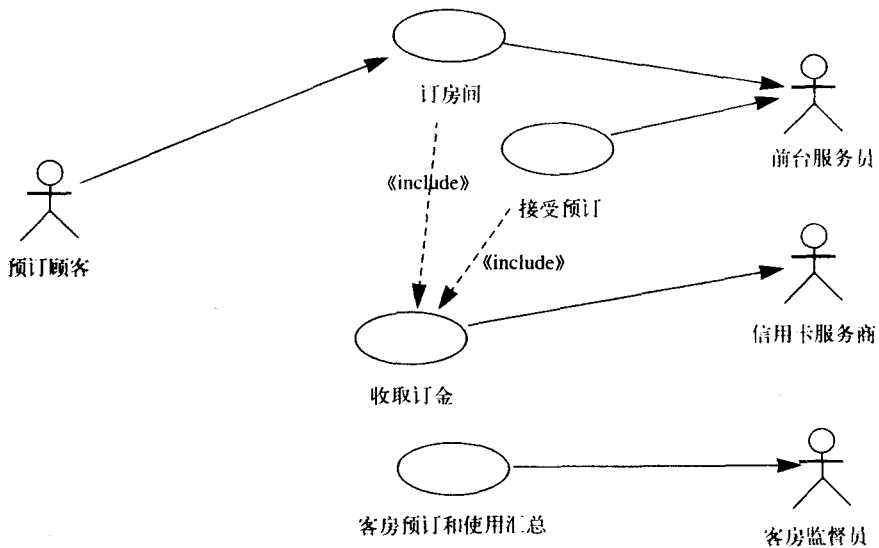 订房间
前台服务员
《include》
接受预订
预订顾客
《include》
信用卡服务商
收取订金
客房预订和使用汇总
客房监督员